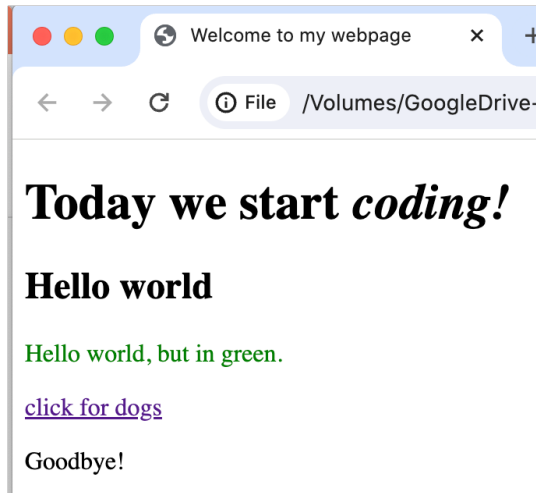 Welcome to my webpage
File /Volumes/GoogleDrive-
Today we start coding!
Hello world
Hello world, but in green.
click for dogs
Goodbye!